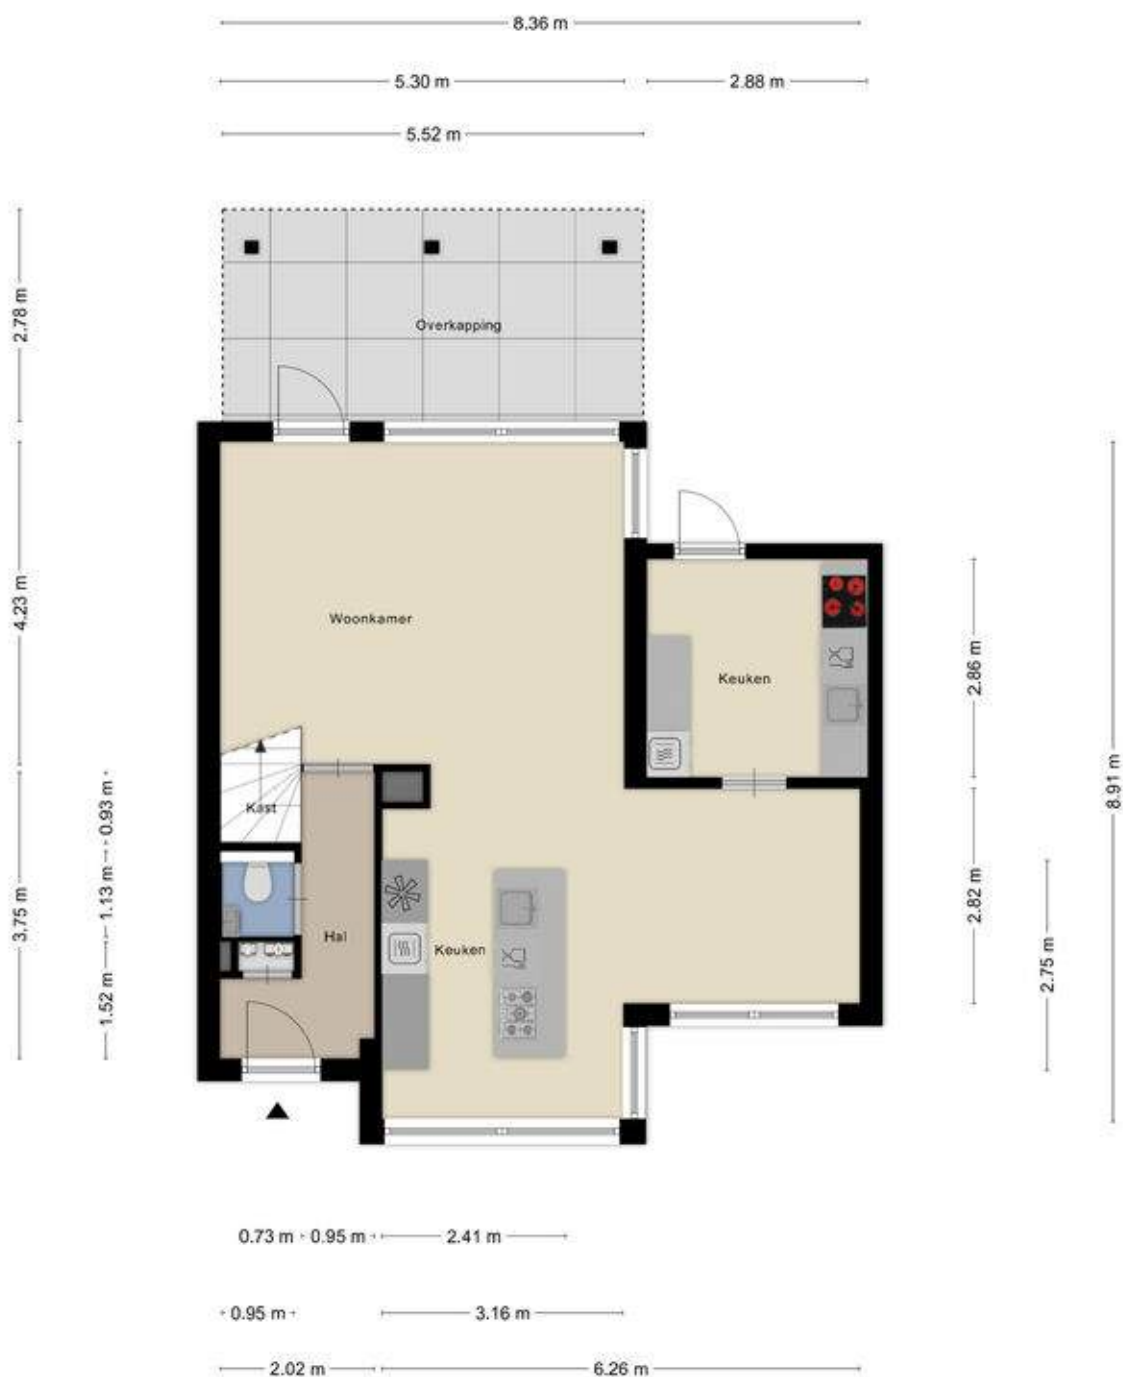 8.36 m
5.30 m
2.88 m
5.52 m
2.78 m
Overkapping
4.23 m
Woonkamer
Keuken
2.86 m
8.91 m
Kast
0.93 m
1.13 m
1.52 m
3.75 m
Hal
Keuken
2.82 m
2.75 m
0.73 m
0.95 m
2.41 m
0.95 m
3.16 m
2.02 m
6.26 m